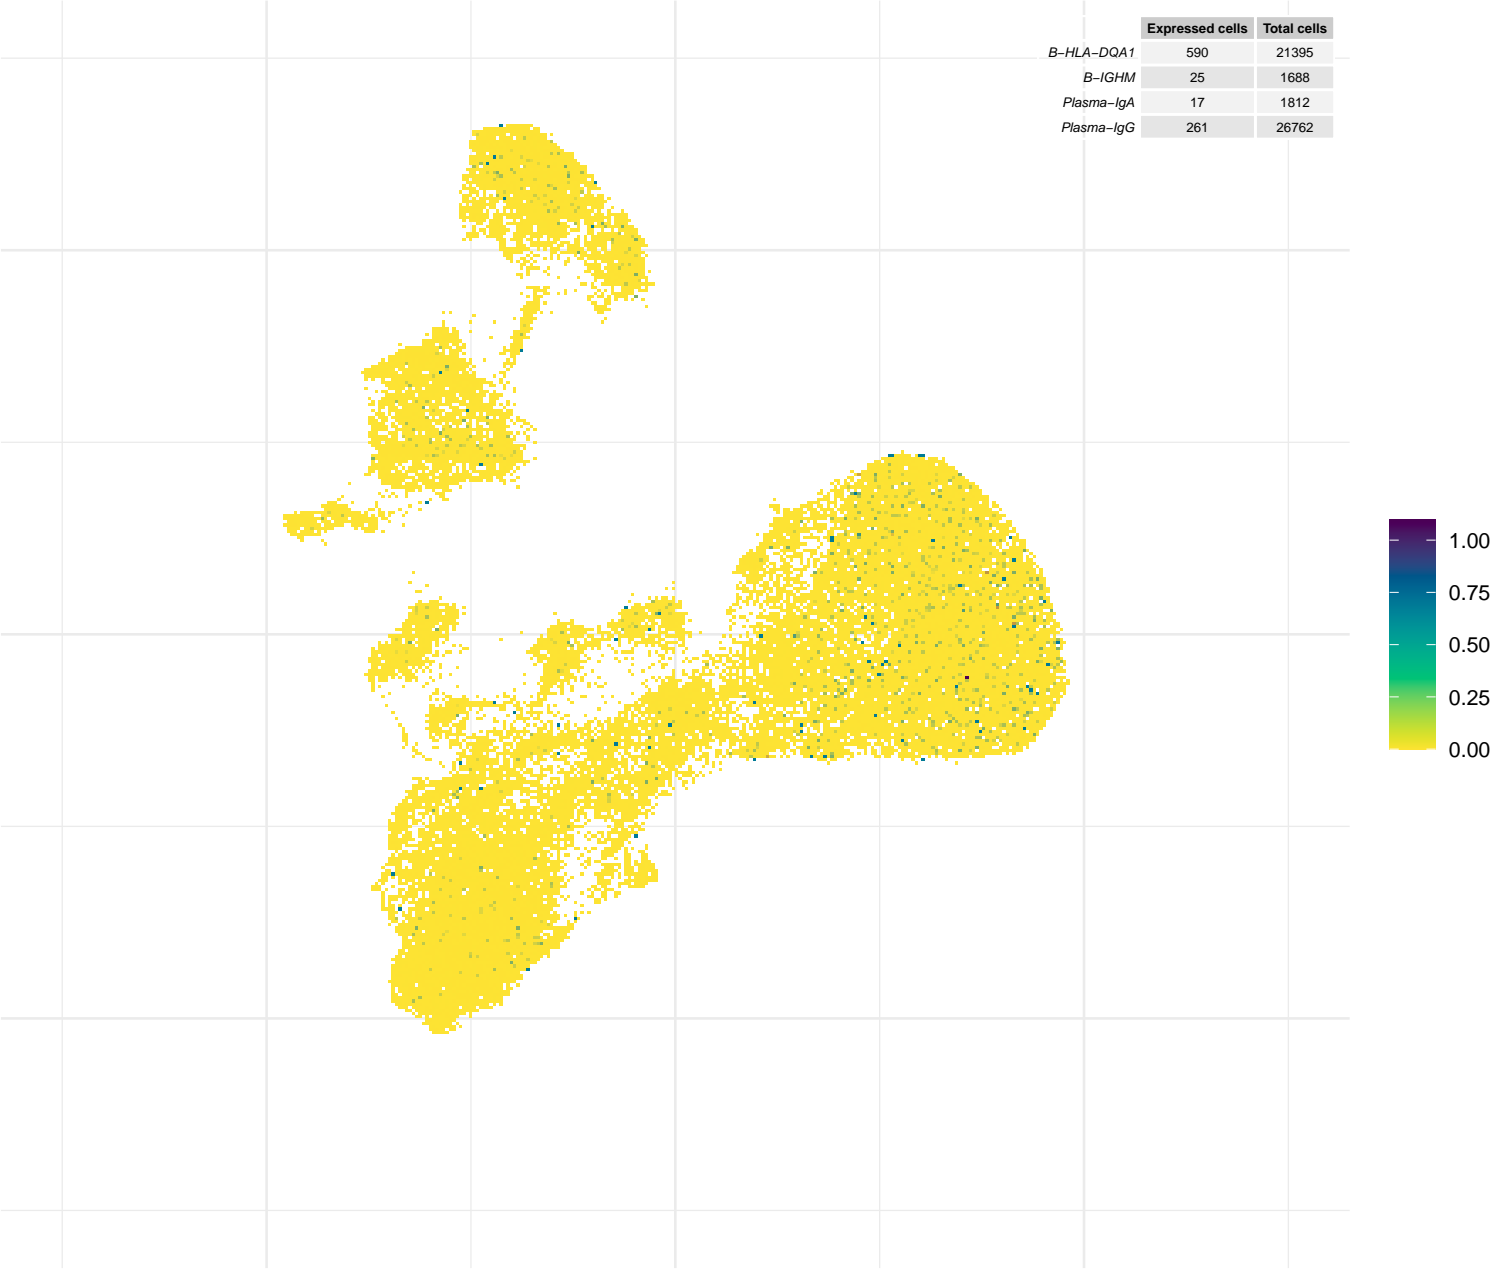 Expressed cells Total cells
B−HLA−DQA1 590 21395
B−IGHM 25 1688
Plasma−IgA 17 1812
Plasma−IgG 261 26762
1.00
0.75
0.50
0.25
0.00